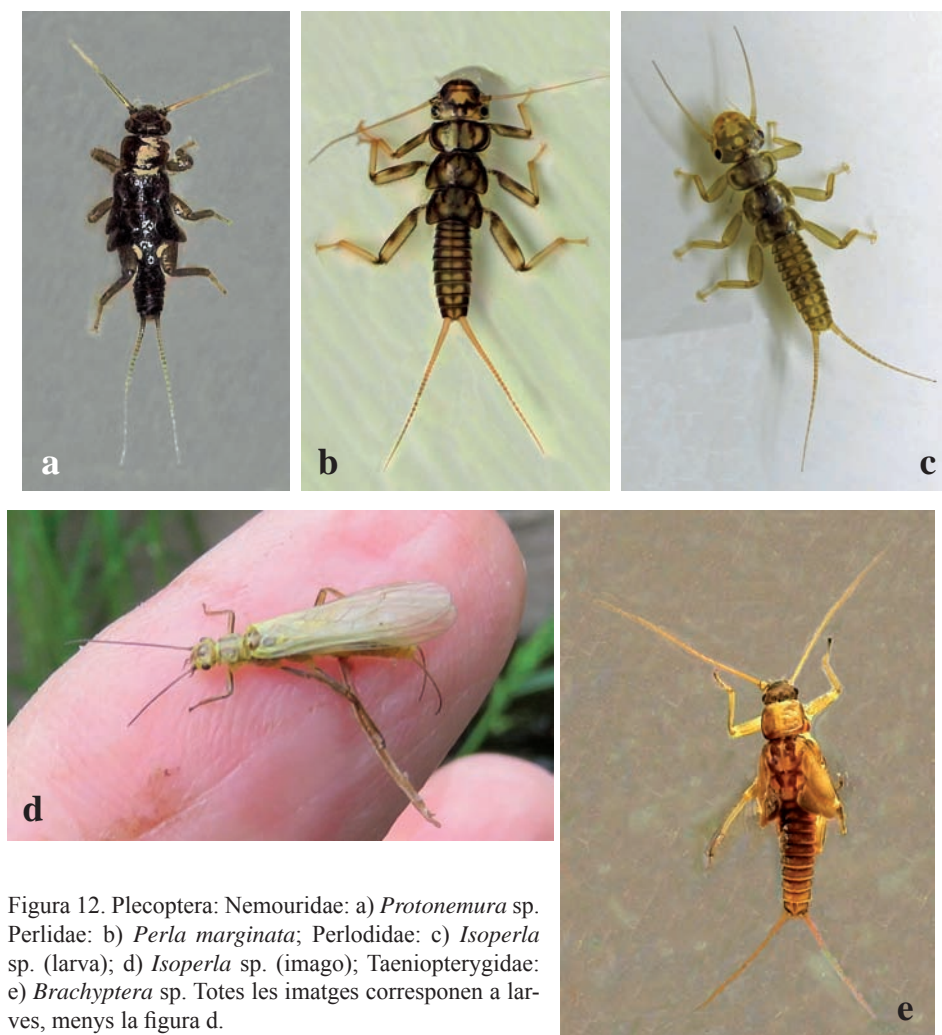 a
b
c
d
e
Figura 12. Plecoptera: Nemouridae: a) Protonemura sp.
Perlidae: b) Perla marginata; Perlodidae: c) Isoperla
sp. (larva); d) Isoperla sp. (imago); Taeniopterygidae:
e) Brachyptera sp. Totes les imatges corresponen a lar-
ves, menys la figura d.